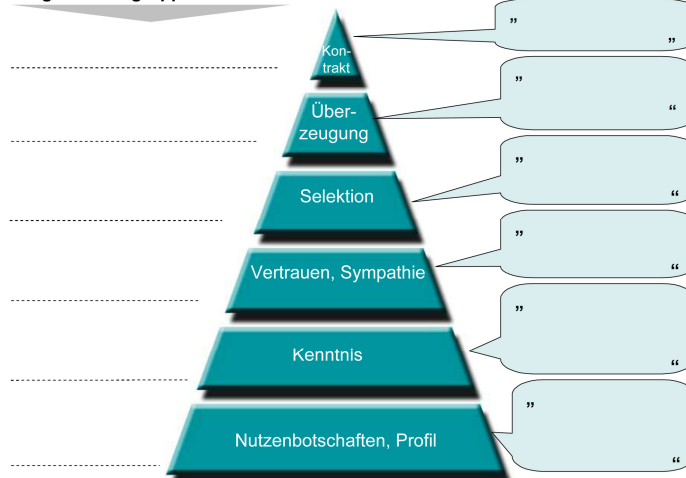 ”
”
Kon-
trakt
”
“
Über-
zeugung
”
“
Selektion
”
“
Vertrauen, Sympathie
”
“
Kenntnis
”
“
Nutzenbotschaften, Profil